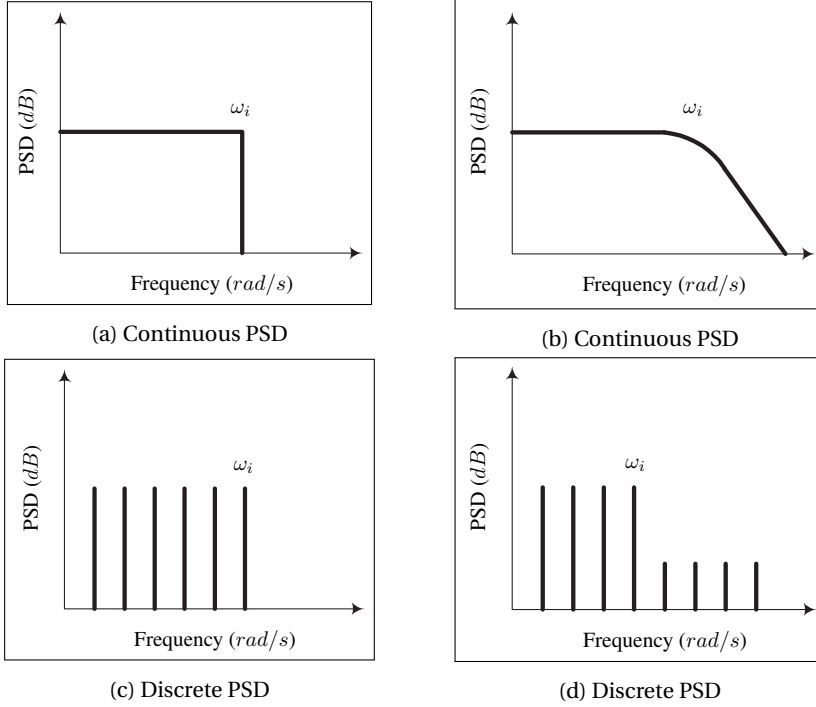 ω_i
PSD (dB)
Frequency (rad/s)
(a) Continuous PSD
ω_i
PSD (dB)
Frequency (rad/s)
(b) Continuous PSD
ω_i
PSD (dB)
Frequency (rad/s)
(c) Discrete PSD
ω_i
PSD (dB)
Frequency (rad/s)
(d) Discrete PSD